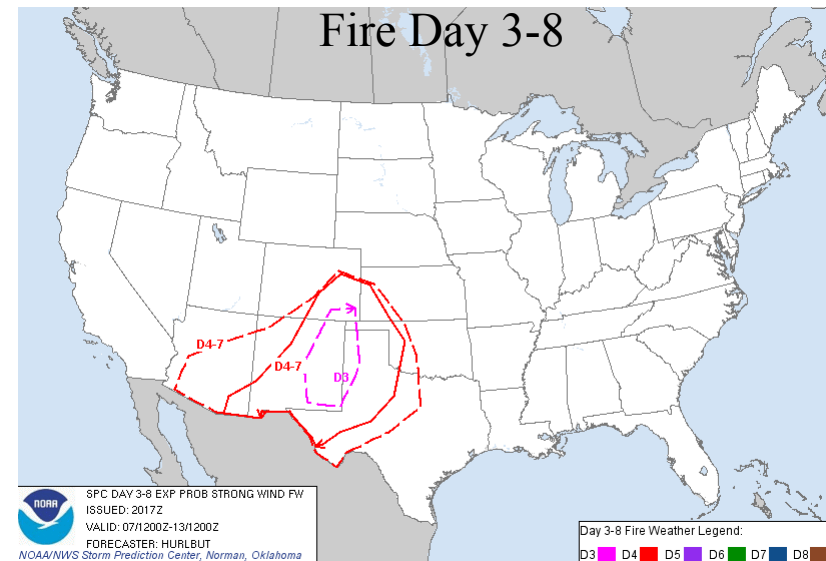 Fire Day 3-8
D4-7
D4-7
D3
NOAA
SPC DAY 3-8 EXP PROB STRONG WIND FW
ISSUED: 2017Z
VALID: 07/1200Z-13/1200Z
FORECASTER: HURLBUT
NOAA/NWS Storm Prediction Center, Norman, Oklahoma
Day 3-8 Fire Weather Legend:
D3 D4 D5 D6 D7 D8